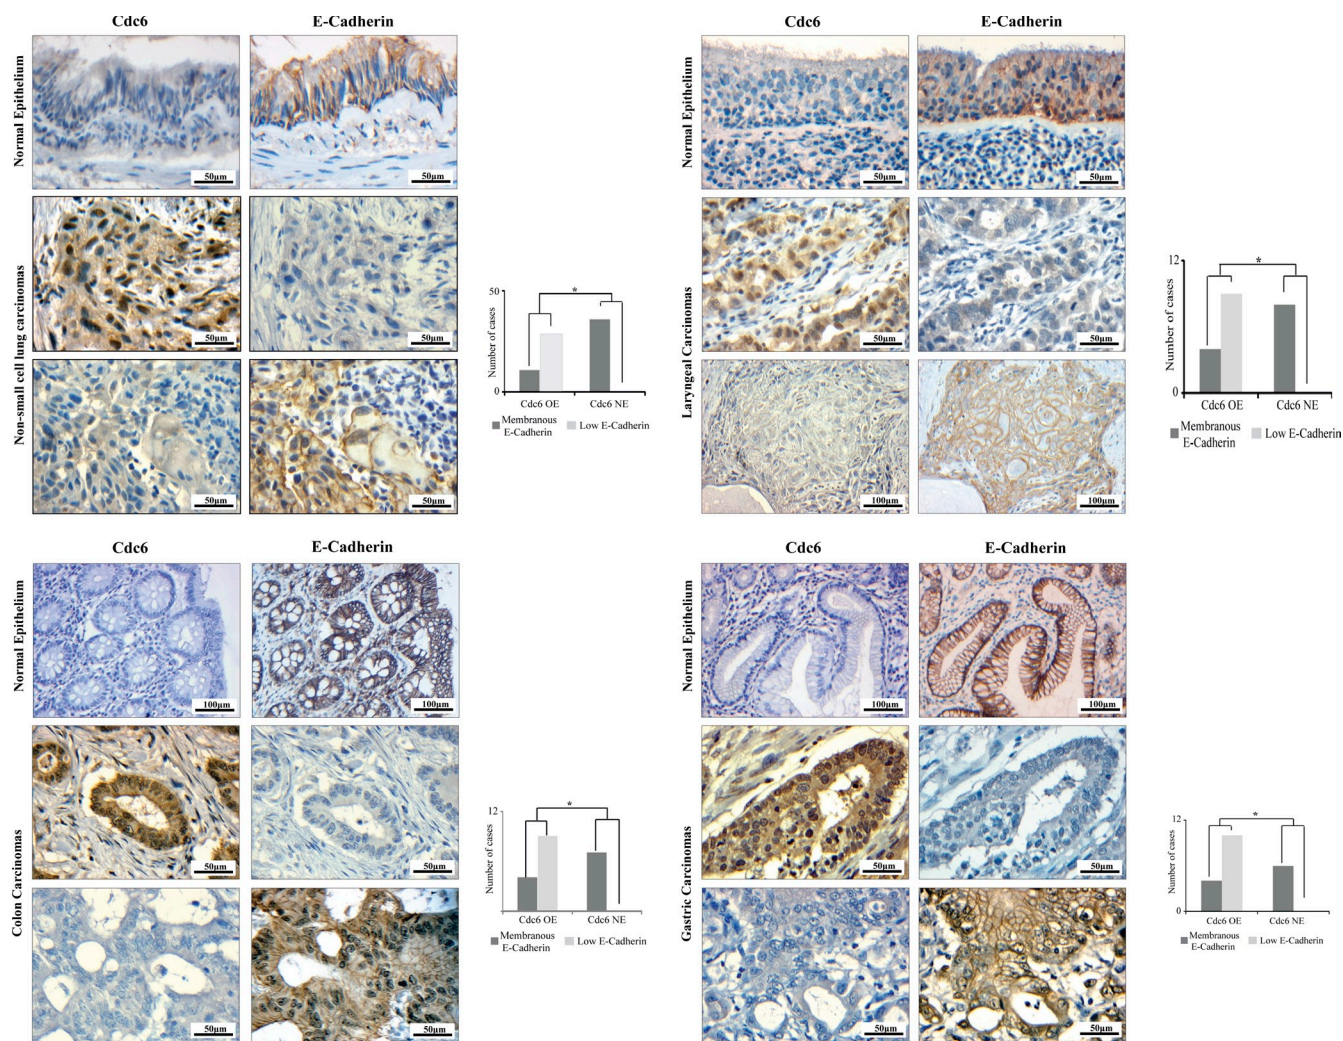 Cdc6
E-Cadherin
Normal Epithelium
50µm
50µm
Non-small cell lung carcinomas
50µm
50µm
50µm
50µm
50
Number of cases
*
0
Cdc6 OE
Cdc6 NE
Membranous
E-Cadherin
Low E-Cadherin
Cdc6
E-Cadherin
Normal Epithelium
50µm
50µm
Laryngeal Carcinomas
50µm
50µm
100µm
100µm
12
Number of cases
*
0
Cdc6 OE
Cdc6 NE
Membranous
E-Cadherin
Low E-Cadherin
Cdc6
E-Cadherin
Normal Epithelium
100µm
100µm
Colon Carcinomas
50µm
50µm
50µm
50µm
12
Number of cases
*
0
Cdc6 OE
Cdc6 NE
Membranous
E-Cadherin
Low E-Cadherin
Cdc6
E-Cadherin
Normal Epithelium
100µm
100µm
Gastric Carcinomas
50µm
50µm
50µm
50µm
12
Number of cases
*
0
Cdc6 OE
Cdc6 NE
Membranous
E-Cadherin
Low E-Cadherin